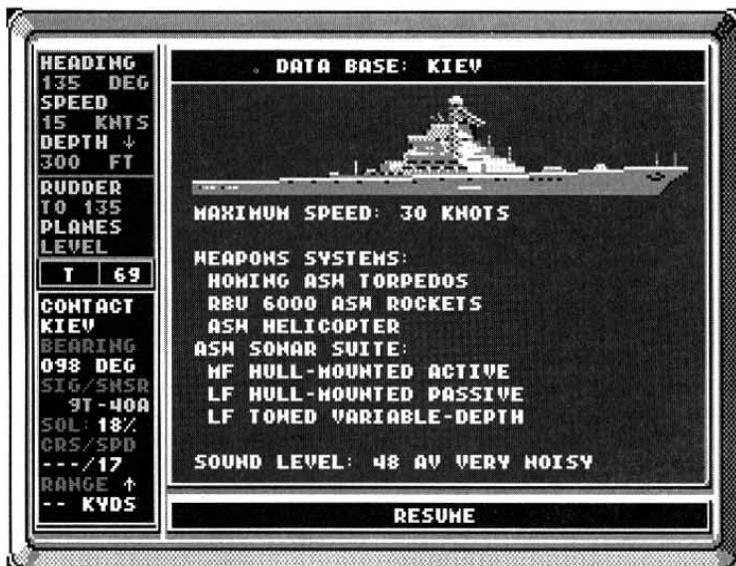 HEADING
135 DEG
SPEED
15 KNTS
DEPTH ↓
300 FT
RUDDER
TO 135
PLANES
LEVEL
T 69
CONTACT
KIEV
BEARING
098 DEG
SIG/SNSR
9T-40A
SOL: 18%
CRS/SPD
---/17
RANGE ↑
-- KYDS
DATA BASE: KIEV
MAXIMUM SPEED: 30 KNOTS
WEAPONS SYSTEMS:
HOMING ASW TORPEDOS
RBU 6000 ASW ROCKETS
ASW HELICOPTER
ASW SONAR SUITE:
MF HULL-MOUNTED ACTIVE
LF HULL-MOUNTED PASSIVE
LF TOWED VARIABLE-DEPTH
SOUND LEVEL: 48 AV VERY NOISY
RESUME